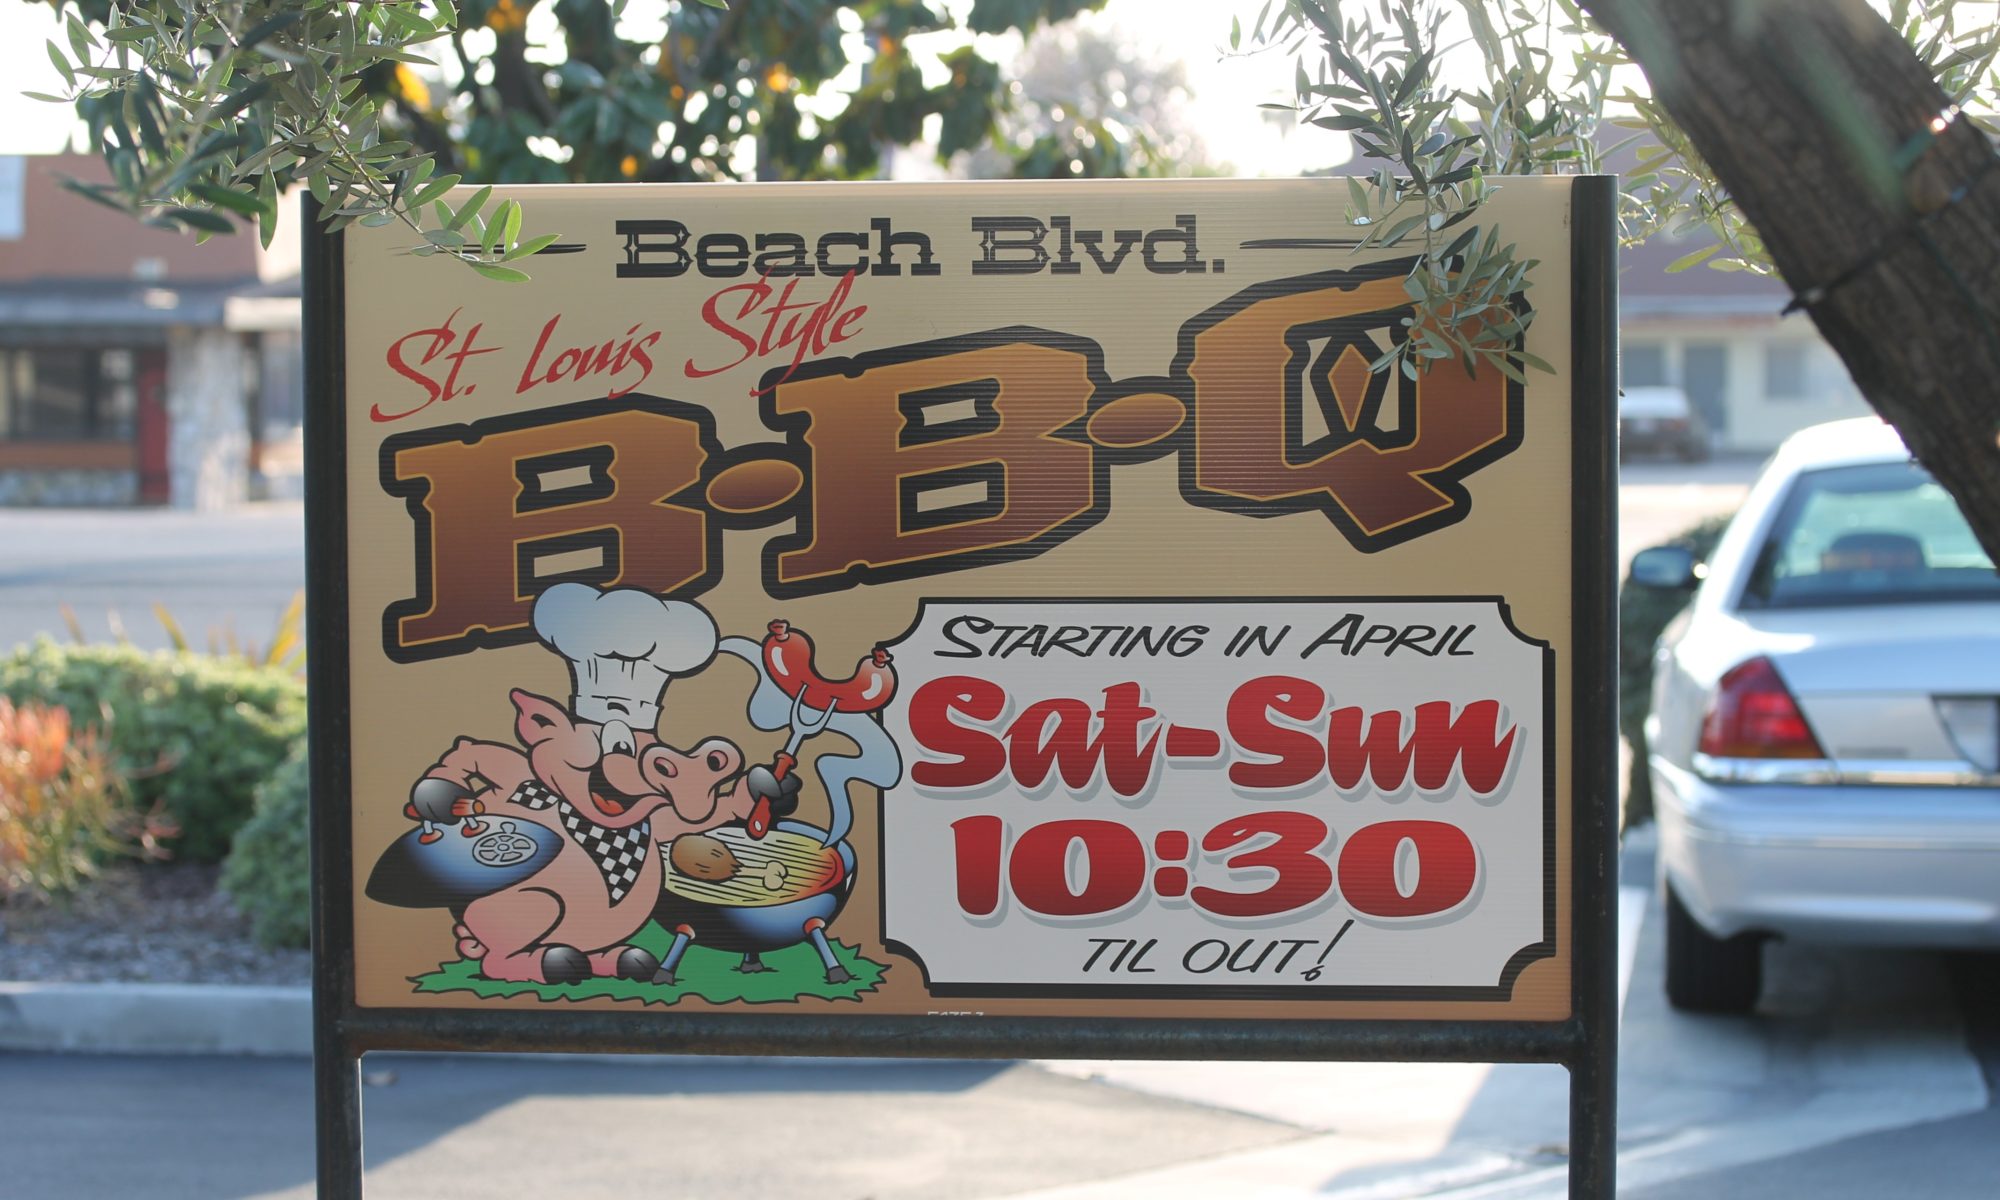 Beach Blvd.
St. Louis Style
B·B·Q
STARTING IN APRIL
Sat-Sun
10:30
TIL OUT!